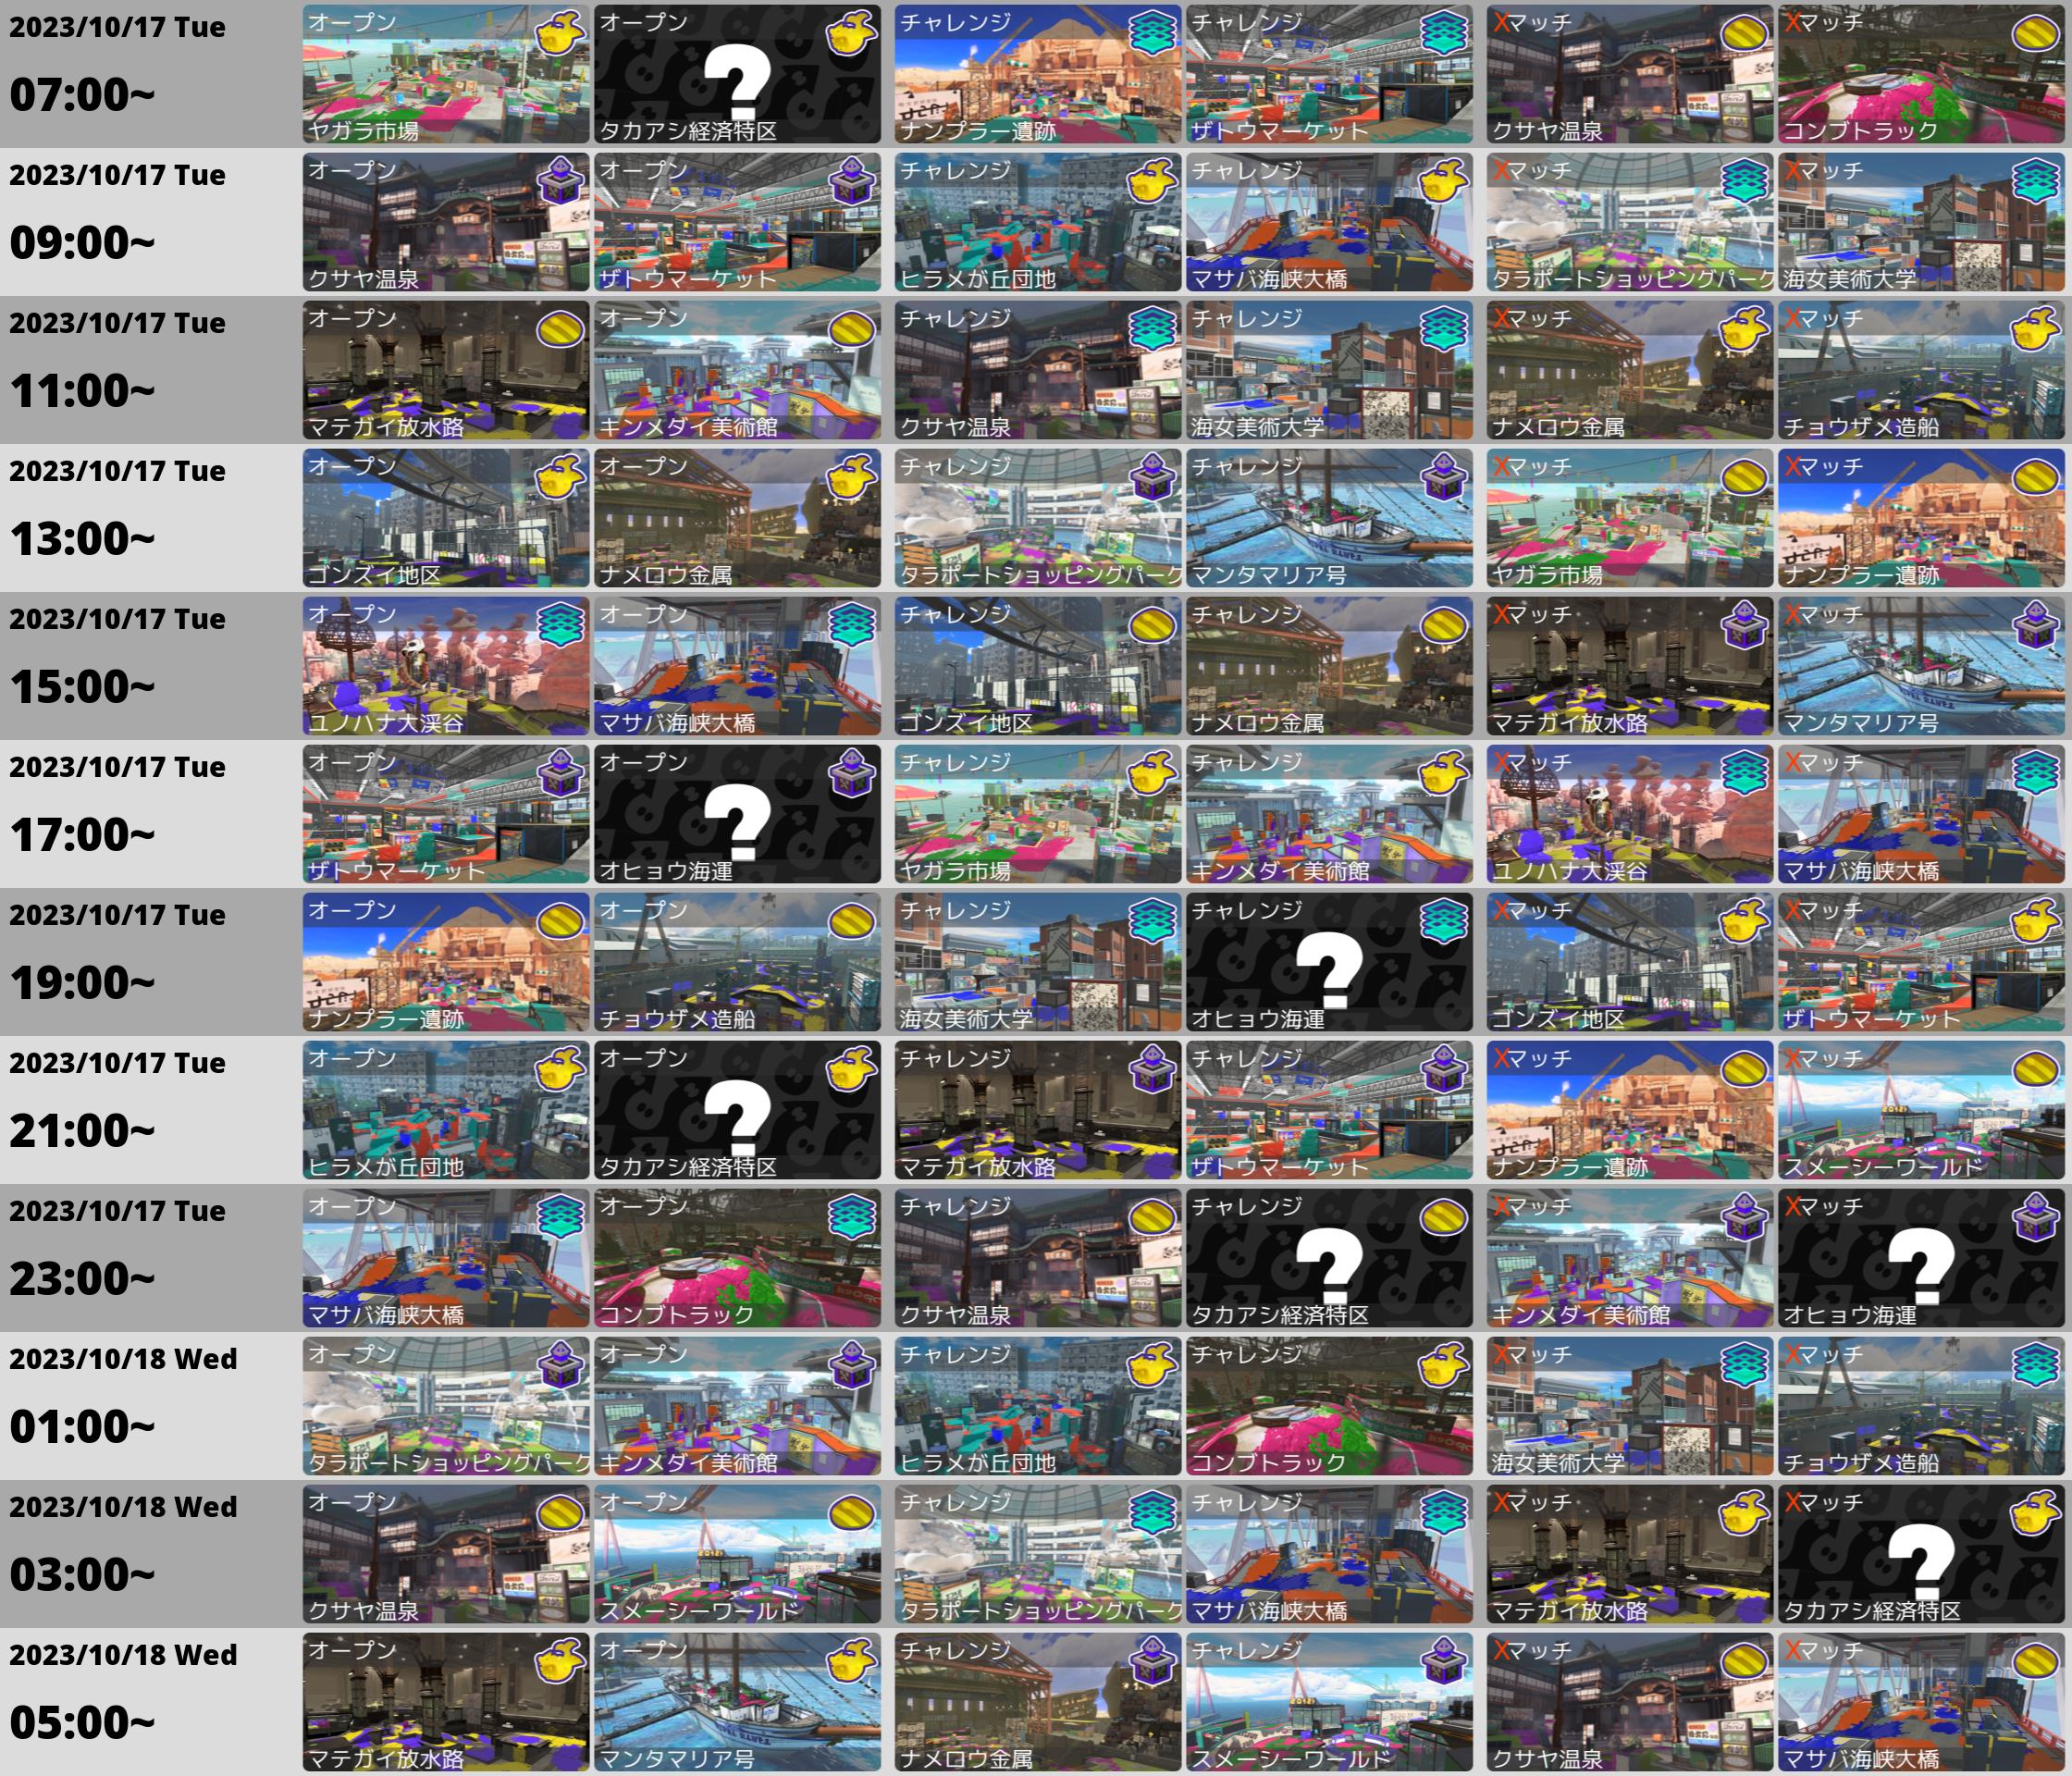 2023/10/17 Tue
07:00~
オープン
ヤガラ市場
オープン
タカアシ経済特区
チャレンジ
ナンプラー遺跡
チャレンジ
ザトウマーケット
Xマッチ
クサヤ温泉
Xマッチ
コンブトラック
2023/10/17 Tue
09:00~
オープン
クサヤ温泉
オープン
ザトウマーケット
チャレンジ
ヒラメが丘団地
チャレンジ
マサバ海峡大橋
Xマッチ
タラポートショッピングパーク
Xマッチ
海女美術大学
2023/10/17 Tue
11:00~
オープン
マテガイ放水路
オープン
キンメダイ美術館
チャレンジ
クサヤ温泉
チャレンジ
海女美術大学
Xマッチ
ナメロウ金属
Xマッチ
チョウザメ造船
2023/10/17 Tue
13:00~
オープン
ゴンズイ地区
オープン
ナメロウ金属
チャレンジ
タラポートショッピングパーク
チャレンジ
マンタマリア号
Xマッチ
ヤガラ市場
Xマッチ
ナンプラー遺跡
2023/10/17 Tue
15:00~
オープン
ユノハナ大渓谷
オープン
マサバ海峡大橋
チャレンジ
ゴンズイ地区
チャレンジ
ナメロウ金属
Xマッチ
マテガイ放水路
Xマッチ
マンタマリア号
2023/10/17 Tue
17:00~
オープン
ザトウマーケット
オープン
オヒョウ海運
チャレンジ
ヤガラ市場
チャレンジ
キンメダイ美術館
Xマッチ
ユノハナ大渓谷
Xマッチ
マサバ海峡大橋
2023/10/17 Tue
19:00~
オープン
ナンプラー遺跡
オープン
チョウザメ造船
チャレンジ
海女美術大学
チャレンジ
オヒョウ海運
Xマッチ
ゴンズイ地区
Xマッチ
ザトウマーケット
2023/10/17 Tue
21:00~
オープン
ヒラメが丘団地
オープン
タカアシ経済特区
チャレンジ
マテガイ放水路
チャレンジ
ザトウマーケット
Xマッチ
ナンプラー遺跡
Xマッチ
スメーシーワールド
2023/10/17 Tue
23:00~
オープン
マサバ海峡大橋
オープン
コンブトラック
チャレンジ
クサヤ温泉
チャレンジ
タカアシ経済特区
Xマッチ
キンメダイ美術館
Xマッチ
オヒョウ海運
2023/10/18 Wed
01:00~
オープン
タラポートショッピングパーク
オープン
キンメダイ美術館
チャレンジ
ヒラメが丘団地
チャレンジ
コンブトラック
Xマッチ
海女美術大学
Xマッチ
チョウザメ造船
2023/10/18 Wed
03:00~
オープン
クサヤ温泉
オープン
スメーシーワールド
チャレンジ
タラポートショッピングパーク
チャレンジ
マサバ海峡大橋
Xマッチ
マテガイ放水路
Xマッチ
タカアシ経済特区
2023/10/18 Wed
05:00~
オープン
マテガイ放水路
オープン
マンタマリア号
チャレンジ
ナメロウ金属
チャレンジ
スメーシーワールド
Xマッチ
クサヤ温泉
Xマッチ
マサバ海峡大橋